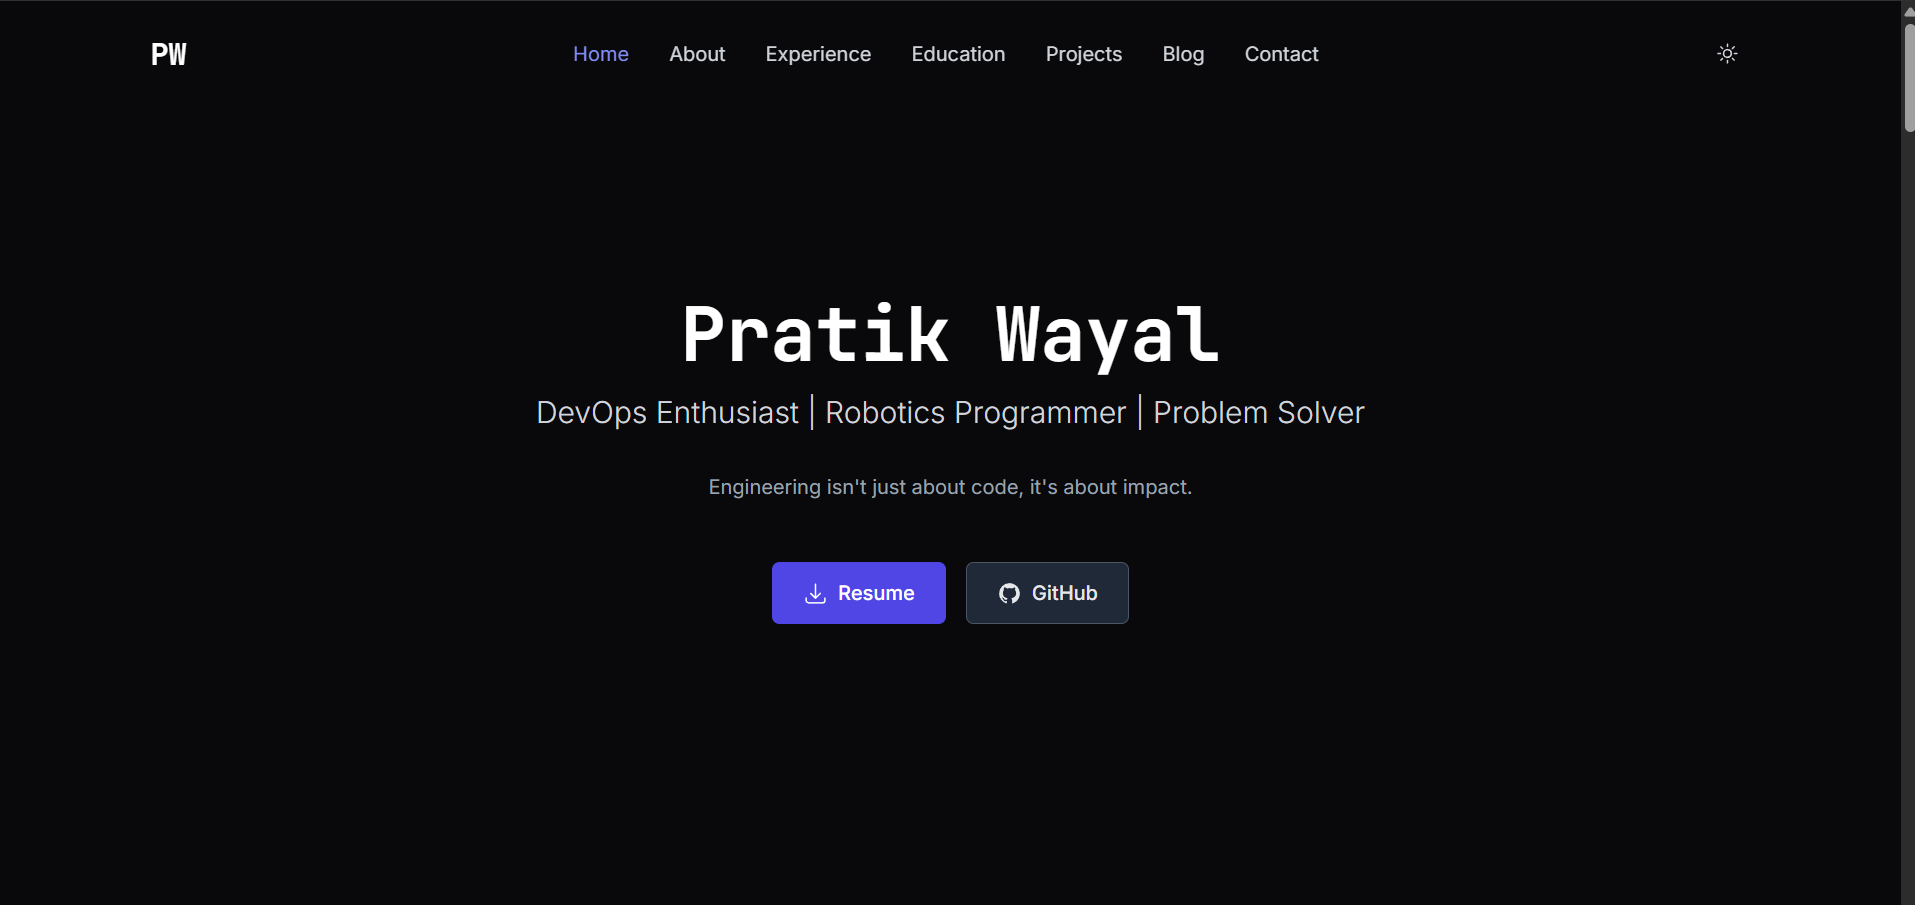 PW
Home About Experience Education Projects Blog Contact
Pratik Wayal
DevOps Enthusiast | Robotics Programmer | Problem Solver
Engineering isn't just about code, it's about impact.
Resume GitHub